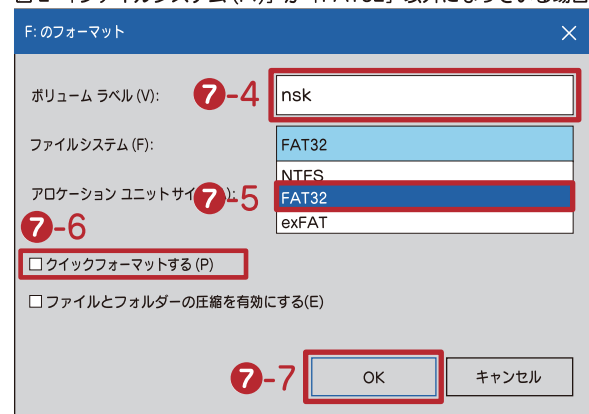 F: のフォーマット
ボリューム ラベル (V):
❼-4
nsk
ファイルシステム (F):
FAT32
NTFS
アロケーション ユニットサイ
❼-5
FAT32
❼-6
exFAT
クイックフォーマットする (P)
ファイルとフォルダーの圧縮を有効にする(E)
❼-7
OK
キャンセル